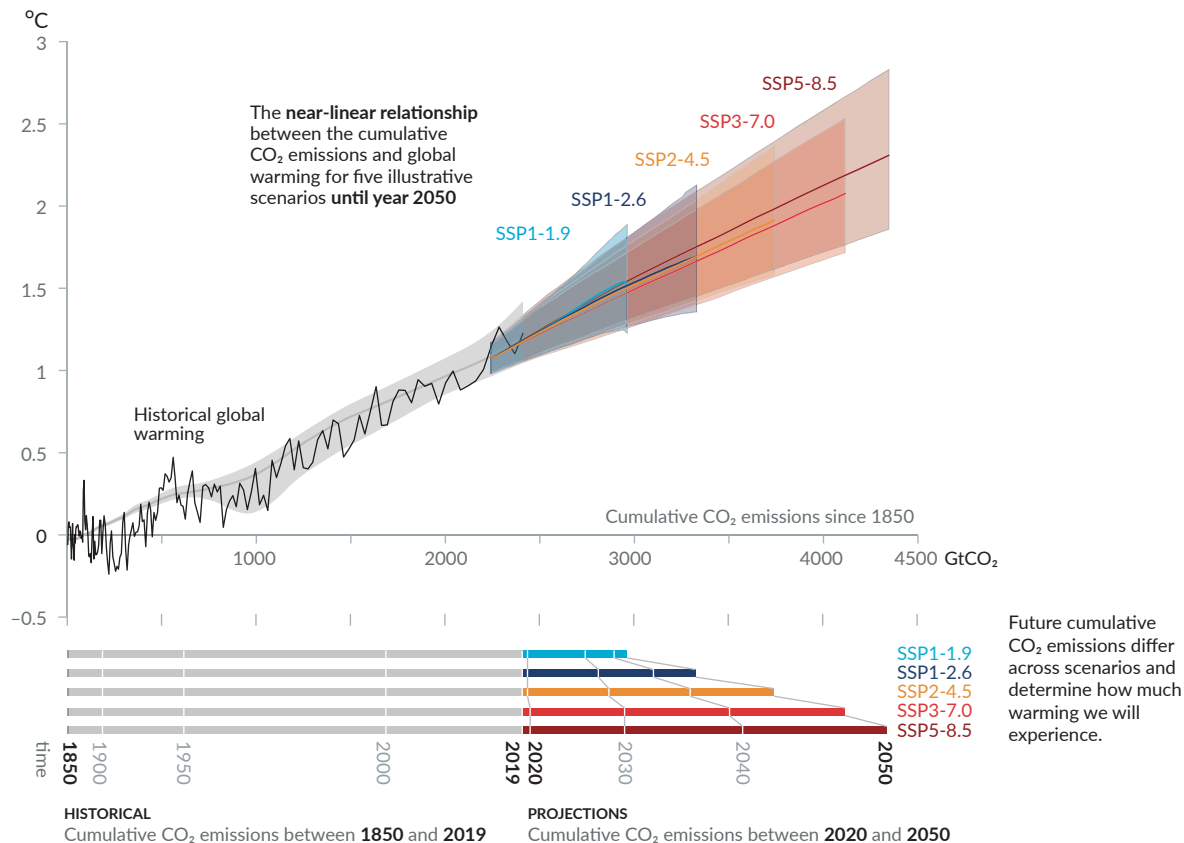 °C
3
SSP5-8.5
The near-linear relationship
between the cumulative
CO₂ emissions and global
warming for five illustrative
scenarios until year 2050
2.5
SSP3-7.0
SSP2-4.5
2
SSP1-2.6
SSP1-1.9
1.5
1
Historical global
warming
0.5
Cumulative CO₂ emissions since 1850
0
1000
2000
3000
4000
4500 GtCO₂
–0.5
Future cumulative
CO₂ emissions differ
across scenarios and
determine how much
warming we will
experience.
SSP1-1.9
SSP1-2.6
SSP2-4.5
SSP3-7.0
SSP5-8.5
time
1850
1900
1950
2000
2019
2020
2030
2040
2050
HISTORICAL
Cumulative CO₂ emissions between 1850 and 2019
PROJECTIONS
Cumulative CO₂ emissions between 2020 and 2050